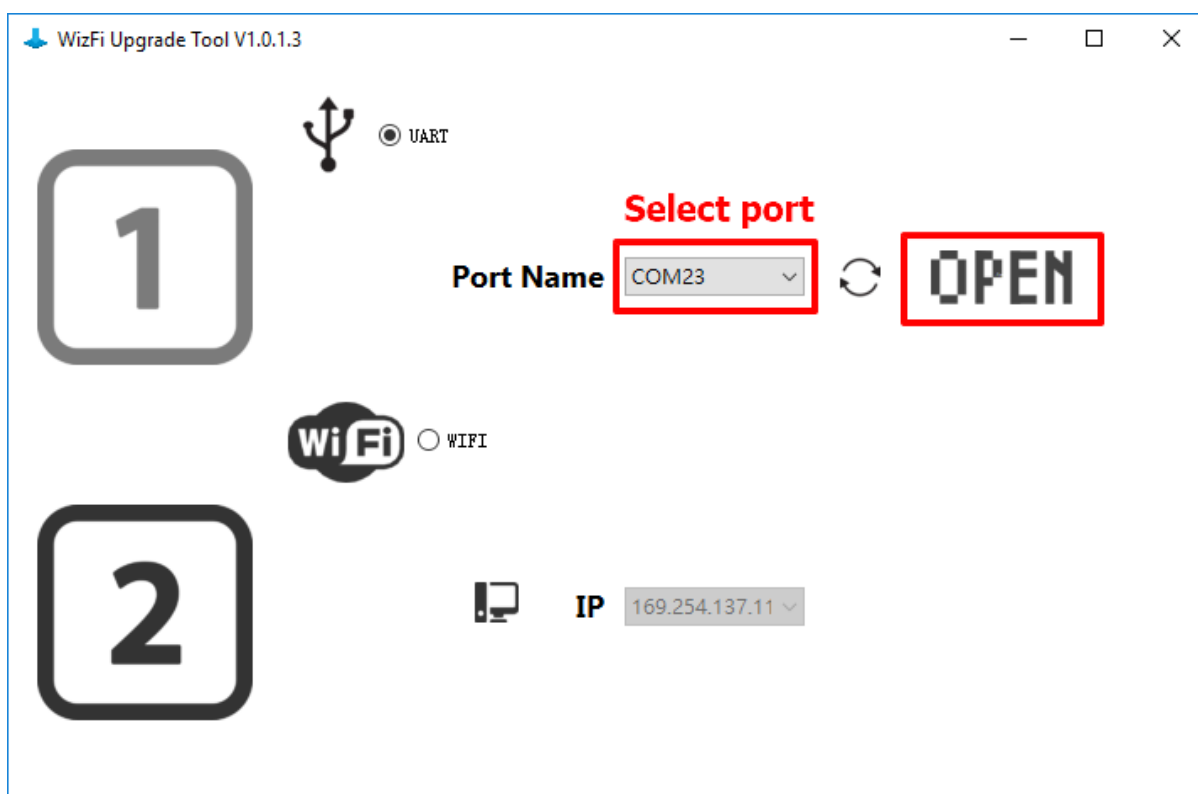 WizFi Upgrade Tool V1.0.1.3
UART
1
Select port
Port Name COM23 OPEN
WiFi WIFI
2
IP 169.254.137.11